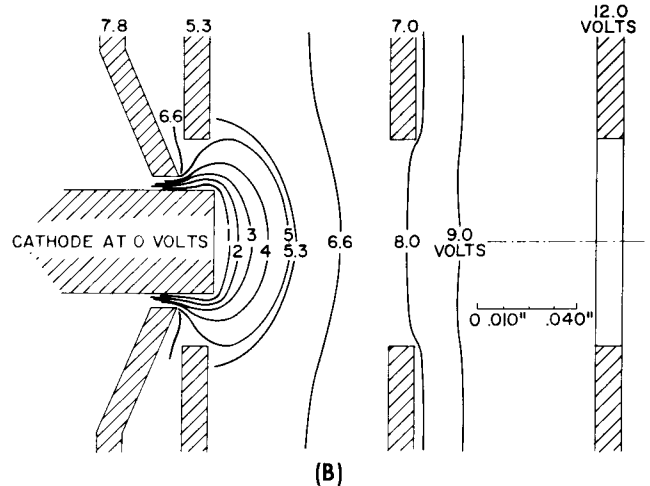 7.8 5.3 7.0 12.0
VOLTS
6.6
CATHODE AT 0 VOLTS
1 2 3 4 5 5.3 6.6 8.0 9.0
VOLTS
0 .010" .040"
(B)